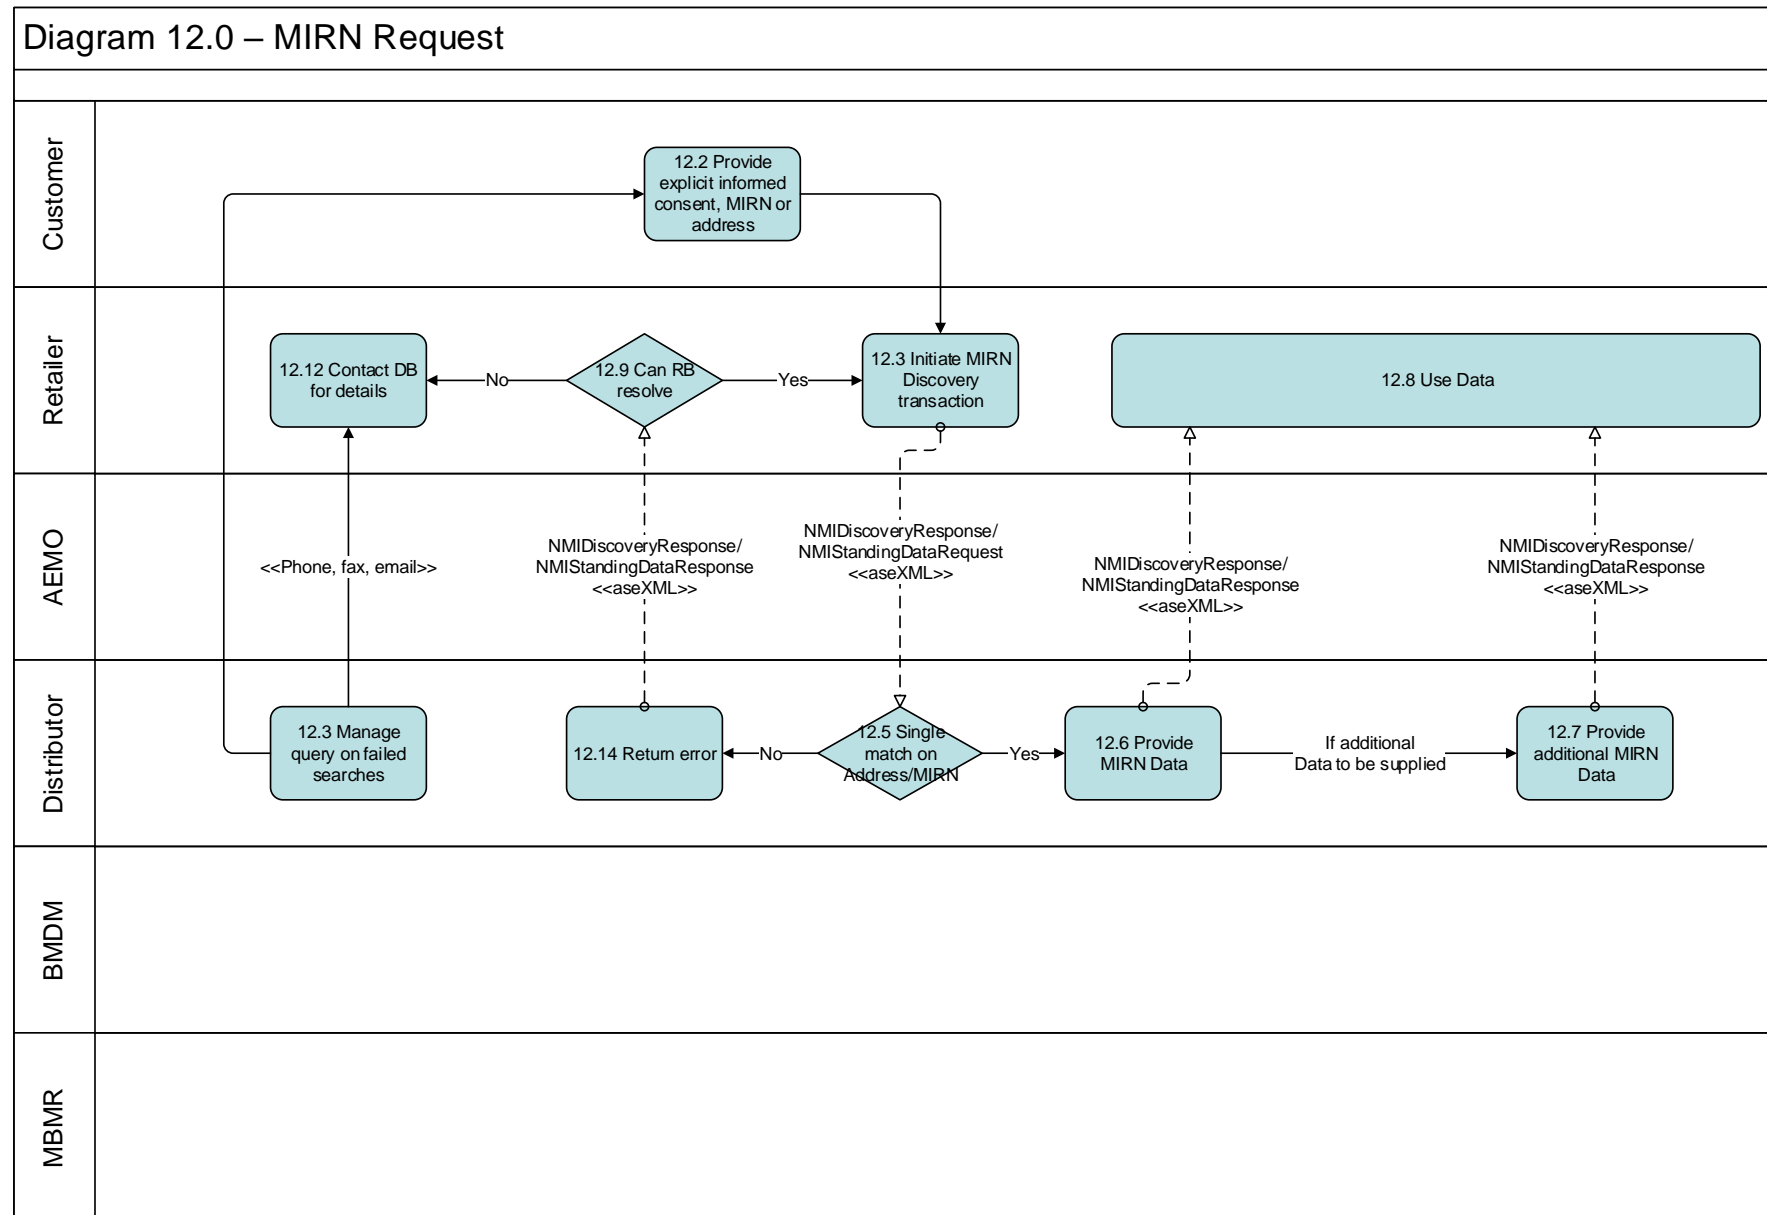 Diagram 12.0 – MIRN Request
Customer
12.2 Provide
explicit informed
consent, MIRN or
address
Retailer
12.12 Contact DB
for details
No
12.9 Can RB
resolve
Yes
12.3 Initiate MIRN
Discovery
transaction
12.8 Use Data
AEMO
<<Phone, fax, email>>
NMIDiscoveryResponse/
NMIStandingDataResponse
<<aseXML>>
NMIDiscoveryResponse/
NMIStandingDataRequest
<<aseXML>>
NMIDiscoveryResponse/
NMIStandingDataResponse
<<aseXML>>
NMIDiscoveryResponse/
NMIStandingDataResponse
<<aseXML>>
Distributor
12.3 Manage
query on failed
searches
12.14 Return error
No
12.5 Single
match on
Address/MIRN
Yes
12.6 Provide
MIRN Data
If additional
Data to be supplied
12.7 Provide
additional MIRN
Data
BMDM
MBMR